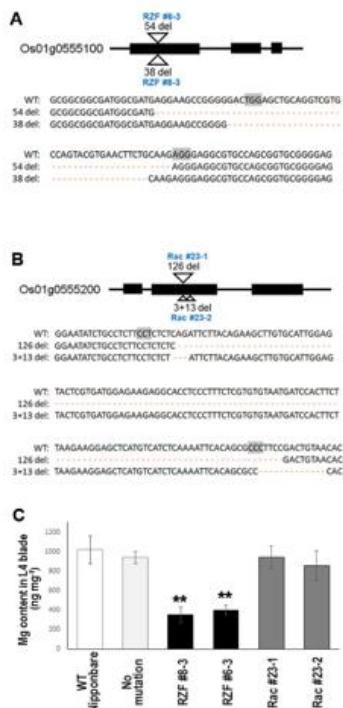 A
RZF #6-3
54 del
Os01g0555100
38 del
RZF #8-3
WT: GCGGCGGCGATGGCGATGAGGAAGCCGGGGGACTGGAGCTGCAGGTCGTG
54 del: GCGGCGGCGATGGCGATG
38 del: GCGGCGGCGATGGCGATGAGGAAGCCGGGG
WT: CCAGTACGTGAACTTCTGCAAGAGGGAGGCGTGCCAGCGGTGCGGGGAG
54 del: AGGGAGGCGTGCCAGCGGTGCGGGGAG
38 del: CAAGAGGGAGGCGTGCCAGCGGTGCGGGGAG
B
Rac #23-1
126 del
Os01g0555200
3+13 del
Rac #23-2
WT: GGAATATCTGCCTCTTCCTCTCTCAGATTCTTACAGAAGCTTGTGCATTGGAG
126 del: GGAATATCTGCCTCTTCCTCTCTC
3+13 del: GGAATATCTGCCTCTTCCTCTCT---ATTCTTACAGAAGCTTGTGCATTGGAG
WT: TACTCGTGATGGAGAAGAGGCACCTCCCTTTCTCGTGTGTAATGATCCACTTCT
126 del:
3+13 del: TACTCGTGATGGAGAAGAGGCACCTCCCTTTCTCGTGTGTAATGATCCACTTCT
WT: TAAGAAGGAGCTCATGTCATCTCAAAATTCACAGCGCCCTTCCGACTGTAACAC
126 del: GACTGTAACAC
3+13 del: TAAGAAGGAGCTCATGTCATCTCAAAATTCACAGCGCC CAC
C
Mg content in L4 blade
(ng mg⁻¹)
1200
1000
800
600
400
200
0
** **
WT Nipponbare
No mutation
RZF #8-3
RZF #6-3
Rac #23-1
Rac #23-2